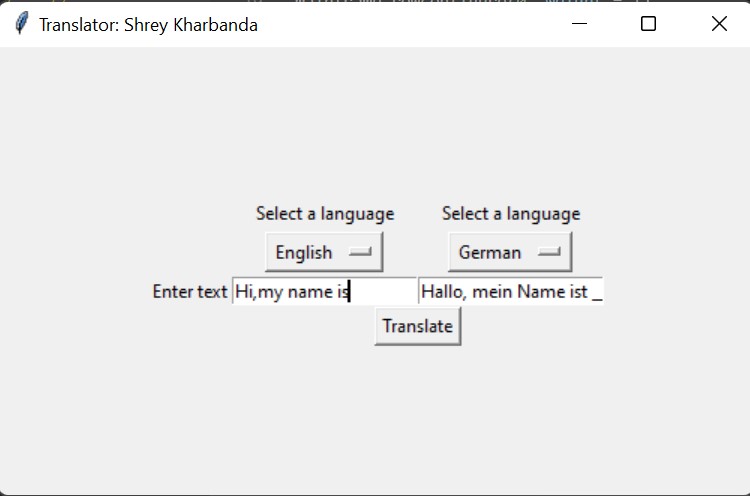 Translator: Shrey Kharbanda
Select a language Select a language
English German
Enter text Hi,my name is Hallo, mein Name ist _
Translate